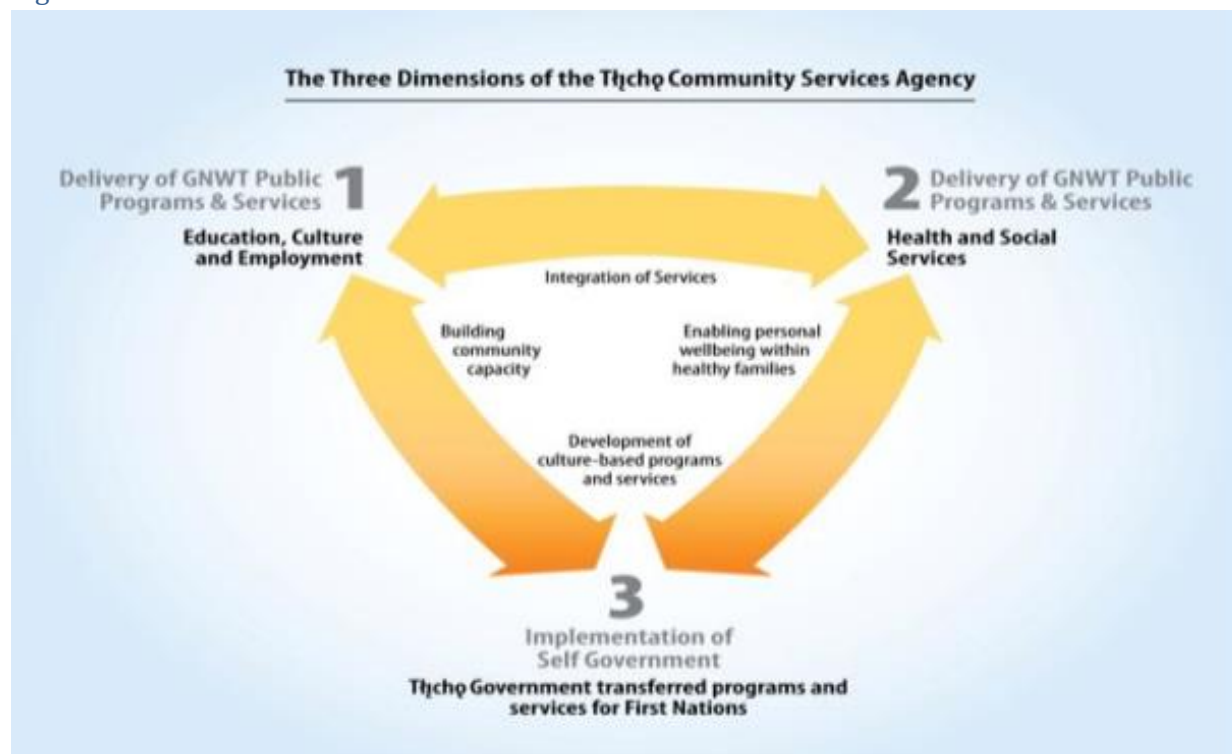 The Three Dimensions of the Tłı̨chǫ Community Services Agency
Delivery of GNWT Public
Programs & Services
1
Education, Culture
and Employment
2
Delivery of GNWT Public
Programs & Services
Health and Social
Services
Integration of Services
Building
community
capacity
Enabling personal
wellbeing within
healthy families
Development of
culture-based programs
and services
3
Implementation of
Self Government
Tłı̨chǫ Government transferred programs and
services for First Nations